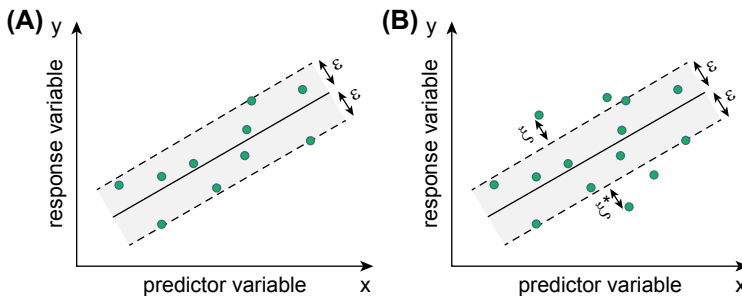 (A)
y
response variable
ε
ε
predictor variable
x
(B)
y
response variable
ξ
ξ*
ε
ε
predictor variable
x